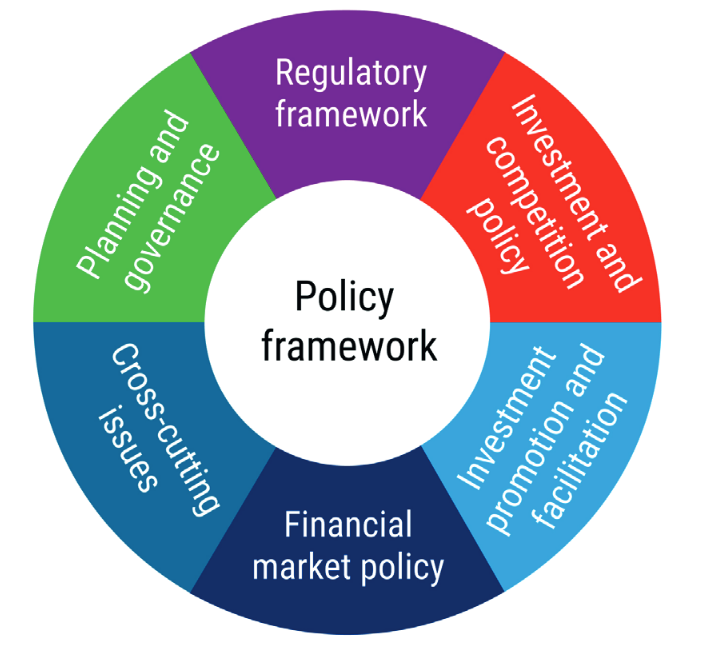 Regulatory
framework
Investment and
competition
policy
Investment
promotion and
facilitation
Financial
market policy
Cross-cutting
issues
Planning and
governance
Policy
framework